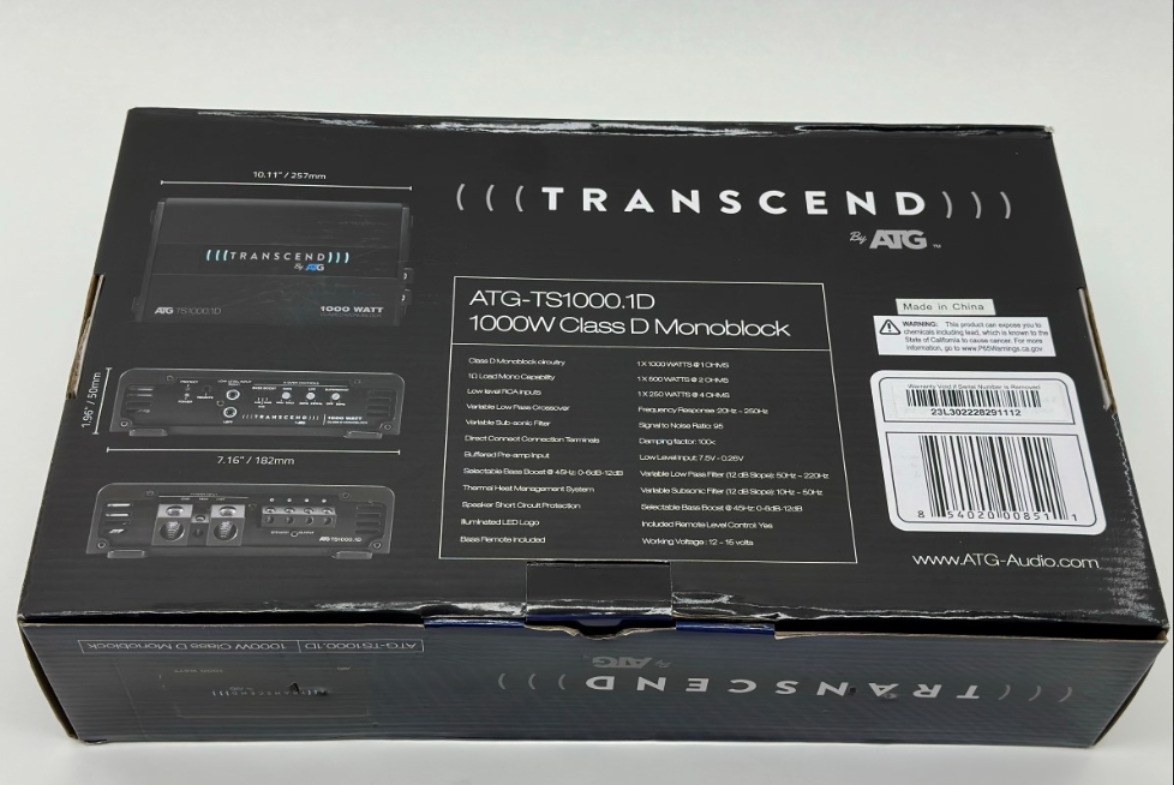 10.11" / 257mm
(((TRANSCEND)))
By ATG
ATG TS1000.1D
1000 WATT
1.96" / 50mm
(((TRANSCEND)))
1000 WATT
7.16" / 182mm
ATG-TS1000.1D
(((TRANSCEND)))
By ATG ™
ATG-TS1000.1D
1000W Class D Monoblock
Class D Monoblock circuitry
1Ω Load Mono Capability
Low level RCA Inputs
Variable Low Pass Crossover
Variable Sub-sonic Filter
Direct Connect Connection Terminals
Buffered Pre-amp Input
Selectable Bass Boost @ 45Hz: 0-6dB-12dB
Thermal Heat Management System
Speaker Short Circuit Protection
Illuminated LED Logo
Bass Remote Included
1 X 1000 WATTS @ 1 OHMS
1 X 500 WATTS @ 2 OHMS
1 X 250 WATTS @ 4 OHMS
Frequency Response: 20Hz - 250Hz
Signal to Noise Ratio: 95
Damping factor: 100<
Low Level Input: 7.5V - 0.26V
Variable Low Pass Filter (12 dB Slope): 50Hz - 220Hz
Variable Subsonic Filter (12 dB Slope): 10Hz - 50Hz
Selectable Bass Boost @ 45Hz: 0-6dB-12dB
Included Remote Level Control: Yes
Working Voltage : 12 - 15 volts
Made in China
WARNING: This product can expose you to
chemicals including lead, which is known to the
State of California to cause cancer. For more
information, go to www.P65Warnings.ca.gov
Warranty Void if Serial Number is Removed
23L302228291112
8 54020 00851 1
www.ATG-Audio.com
ATG-TS1000.1D
1000W Class D Monoblock
By ATG
(((TRANSCEND)))